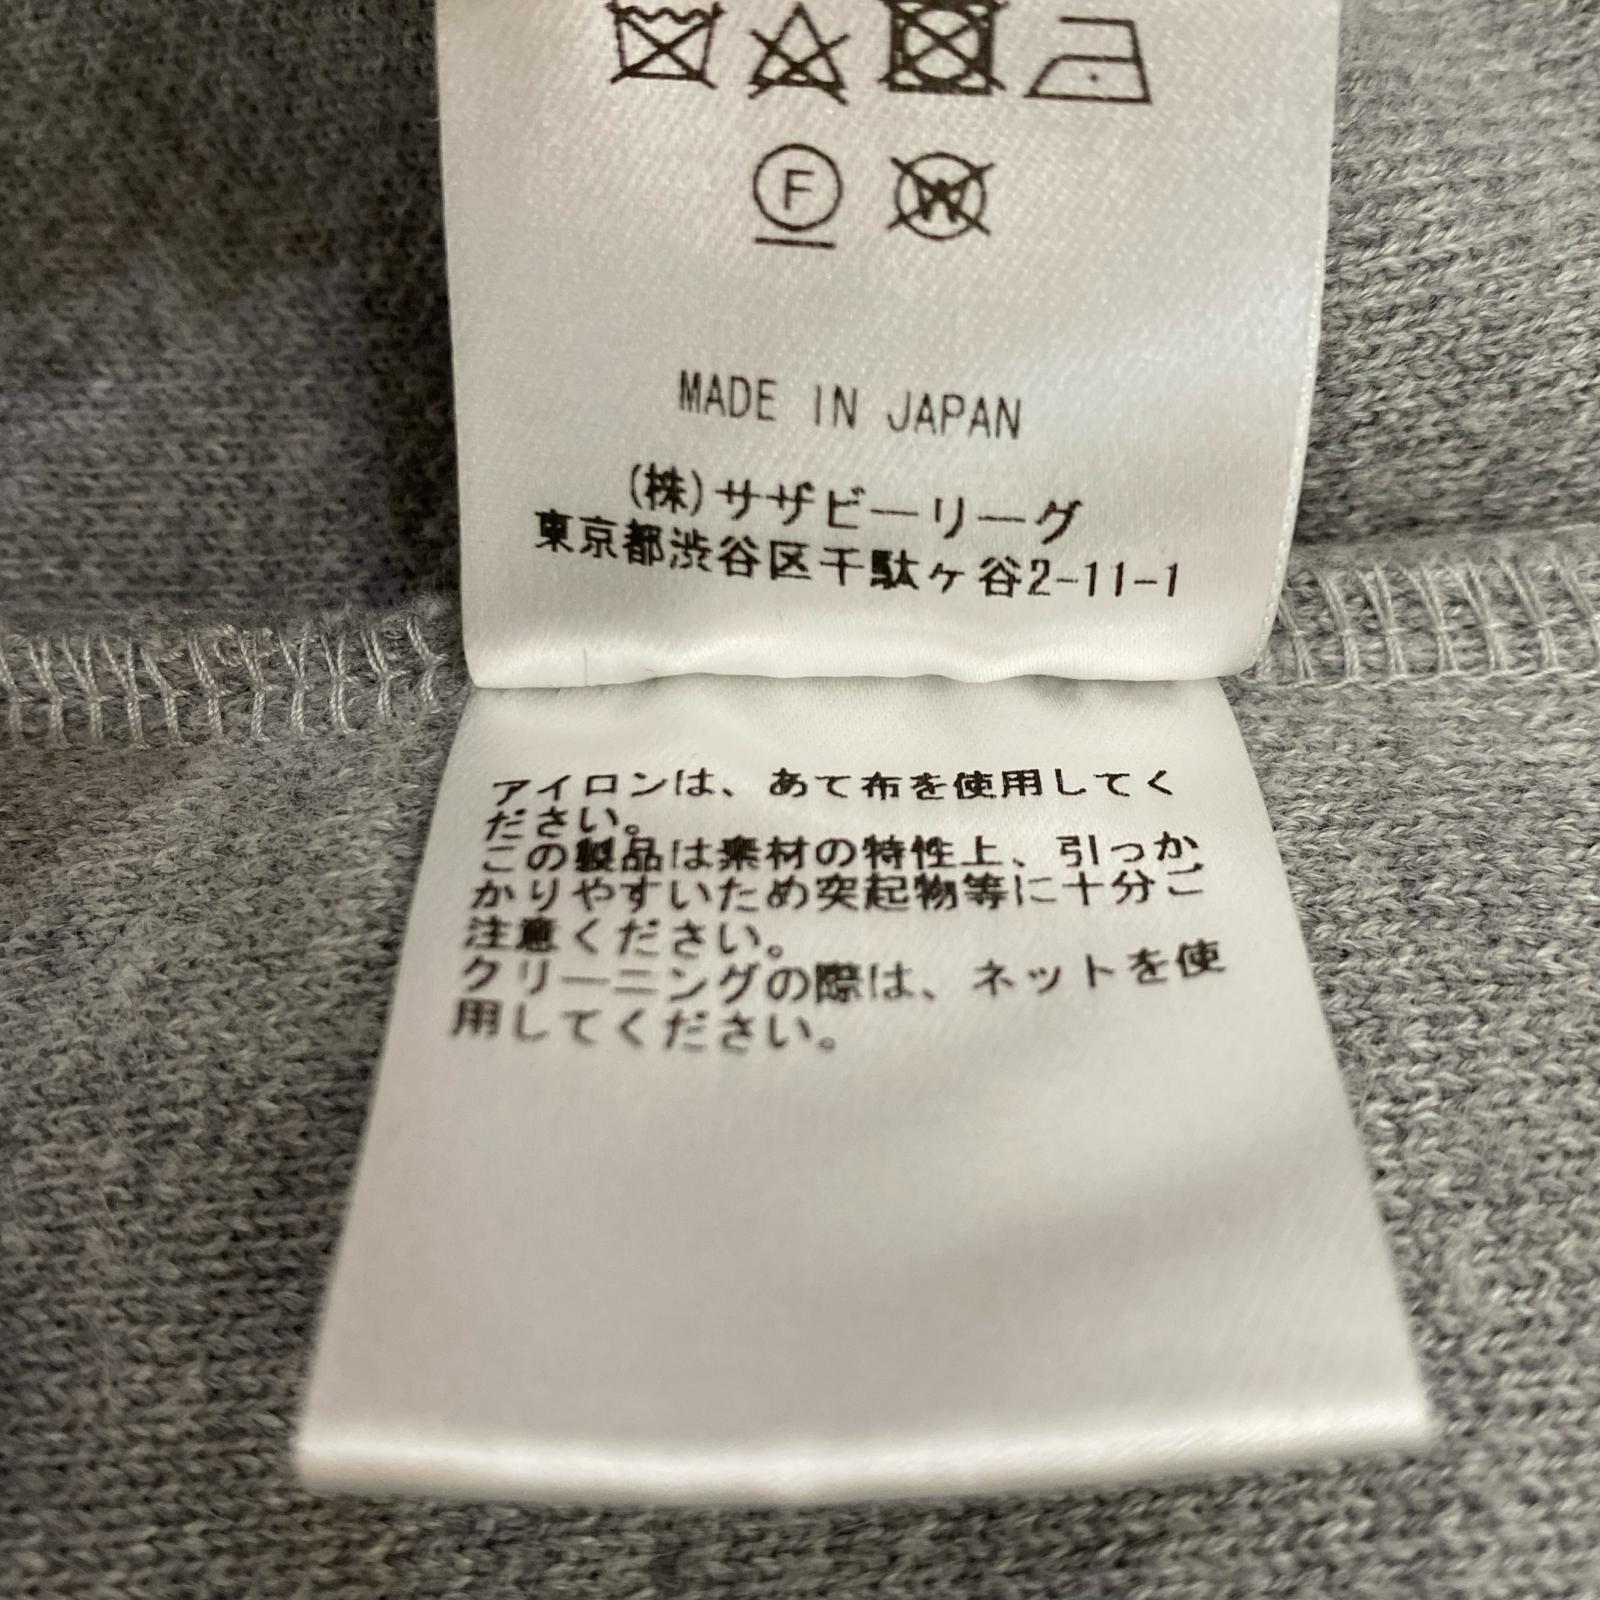 F W
MADE IN JAPAN
(株)サザビーリーグ
東京都渋谷区千駄ヶ谷2-11-1
アイロンは、あて布を使用してく
ださい。
この製品は素材の特性上、引っか
かりやすいため突起物等に十分ご
注意ください。
クリーニングの際は、ネットを使
用してください。